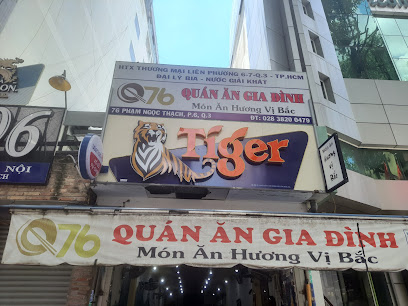 HTX THƯƠNG MẠI LIÊN PHƯỜNG 6-7-Q.3 - TP.HCM
ĐẠI LÝ BIA - NƯỚC GIẢI KHÁT
Q76 QUÁN ĂN GIA ĐÌNH
Món Ăn Hương Vị Bắc
76 PHẠM NGỌC THẠCH, P.6, Q.3 ĐT: 028 3820 0479
Tiger
NỘI
Q76 QUÁN ĂN GIA ĐÌNH
Món Ăn Hương Vị Bắc